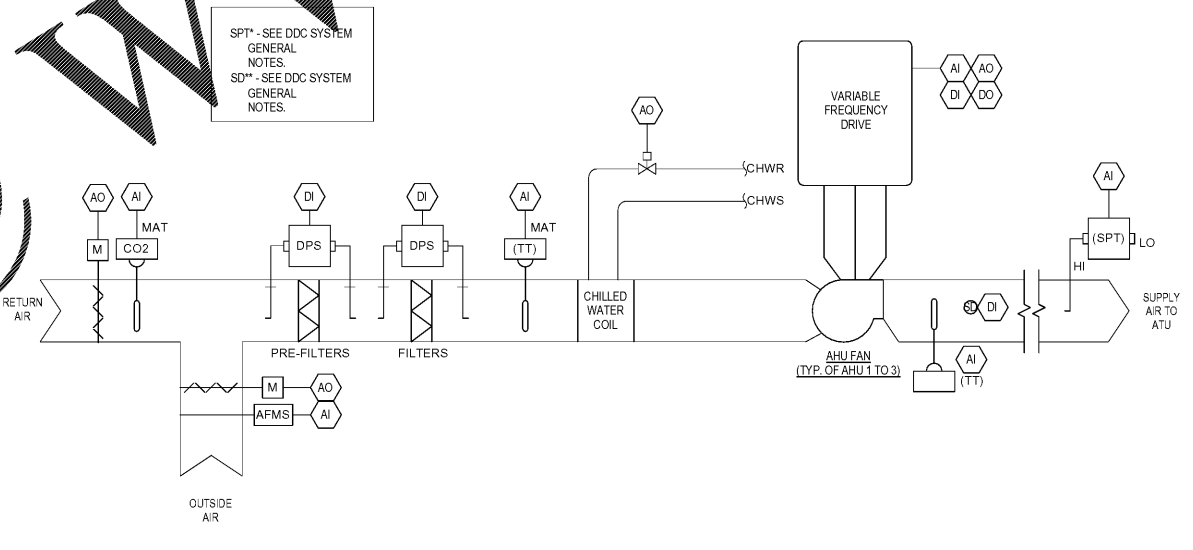 SPT* - SEE DDC SYSTEM
GENERAL
NOTES.
SD** - SEE DDC SYSTEM
GENERAL
NOTES.
VARIABLE
FREQUENCY
DRIVE
AI AO
DI DO
AO
CHWR
CHWS
AO AI DI DI AI AI
MAT MAT
M CO2 DPS DPS (TT) (SPT) LO
HI
RETURN
AIR
CHILLED
WATER
COIL
SD DI
SUPPLY
AIR TO
ATU
PRE-FILTERS FILTERS
AHU FAN
(TYP. OF AHU 1 TO 3)
AI
(TT)
M AO
AFMS AI
OUTSIDE
AIR
W